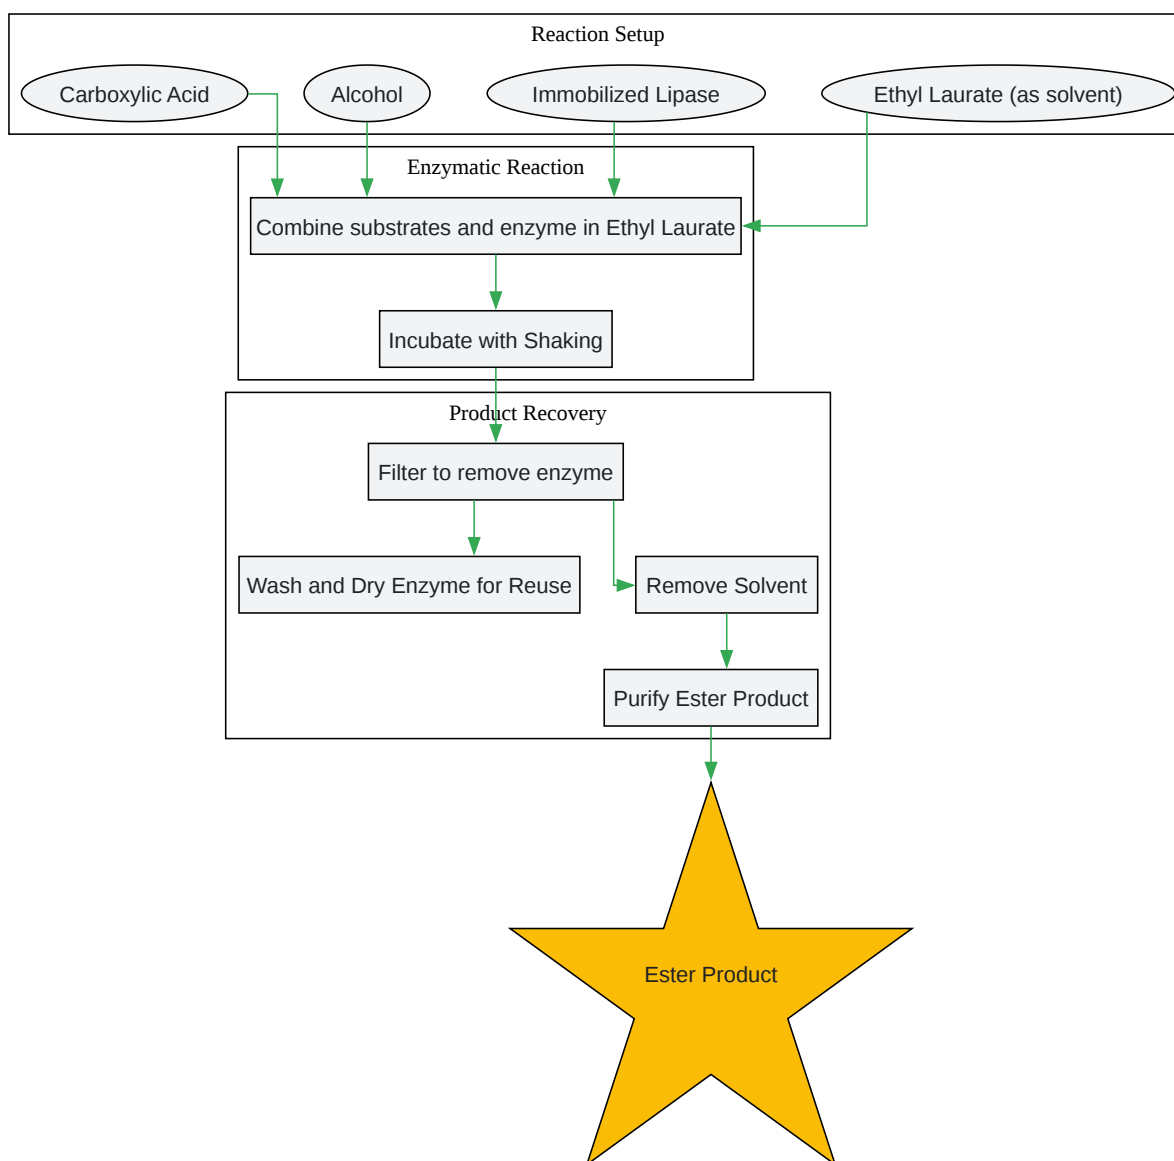 Reaction Setup
Carboxylic Acid
Alcohol
Immobilized Lipase
Ethyl Laurate (as solvent)
Enzymatic Reaction
Combine substrates and enzyme in Ethyl Laurate
Incubate with Shaking
Product Recovery
Filter to remove enzyme
Wash and Dry Enzyme for Reuse
Remove Solvent
Purify Ester Product
Ester Product